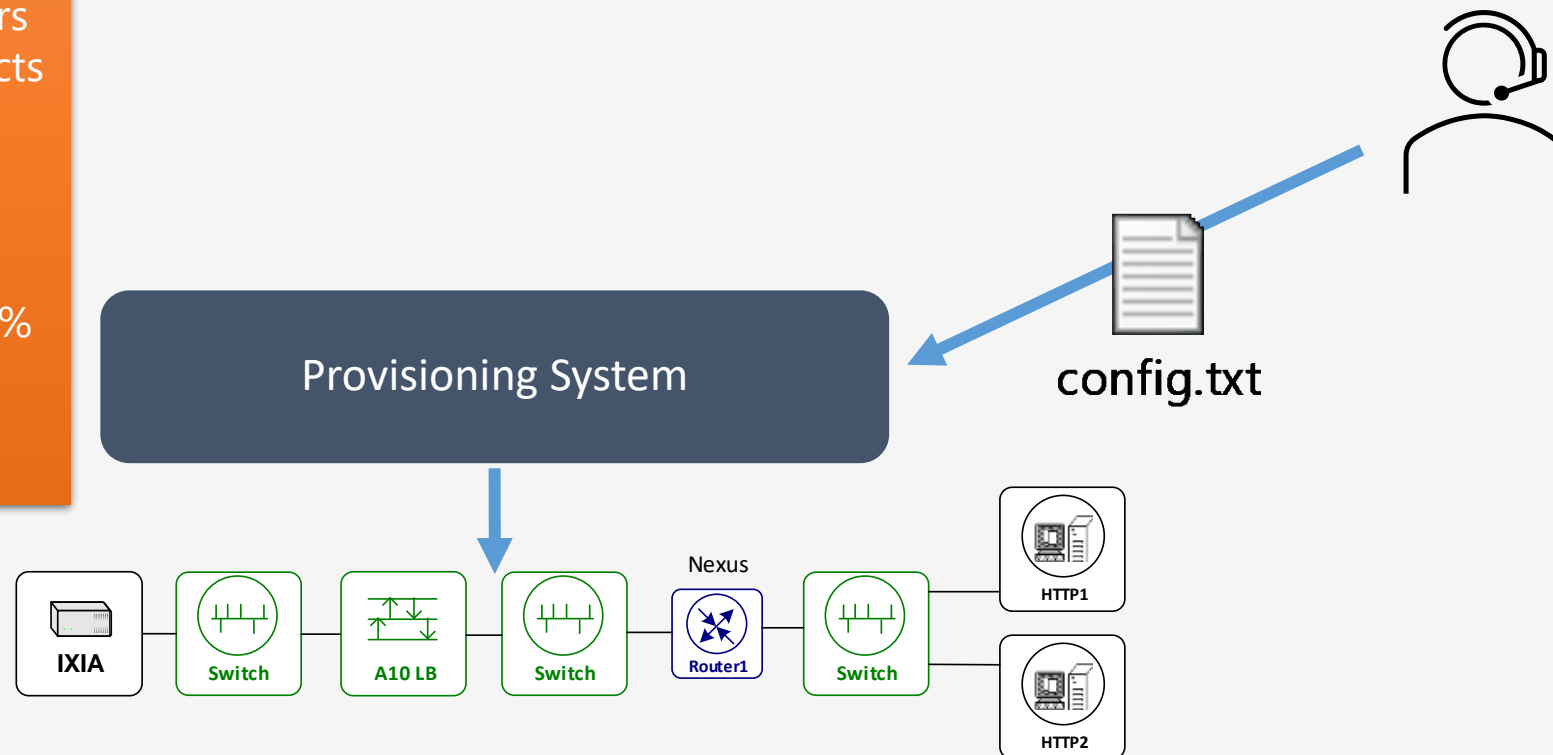 rs
cts
%
Provisioning System
config.txt
Nexus
IXIA
Switch
A10 LB
Switch
Router1
Switch
HTTP1
HTTP2